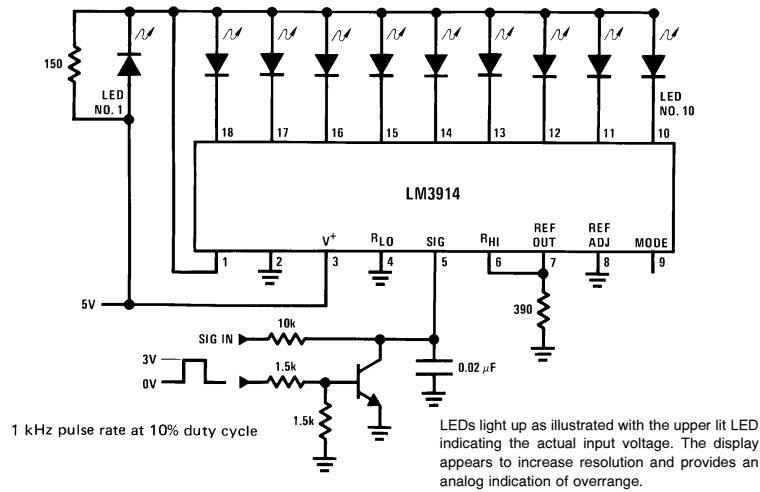 150
LED
NO. 1
LED
NO. 10
18 17 16 15 14 13 12 11 10
LM3914
V+ RLO SIG RHI REF OUT REF ADJ MODE
1 2 3 4 5 6 7 8 9
5V
390
SIG IN
10k
3V
0V
1.5k
0.02 μF
1.5k
1 kHz pulse rate at 10% duty cycle
LEDs light up as illustrated with the upper lit LED
indicating the actual input voltage. The display
appears to increase resolution and provides an
analog indication of overrange.